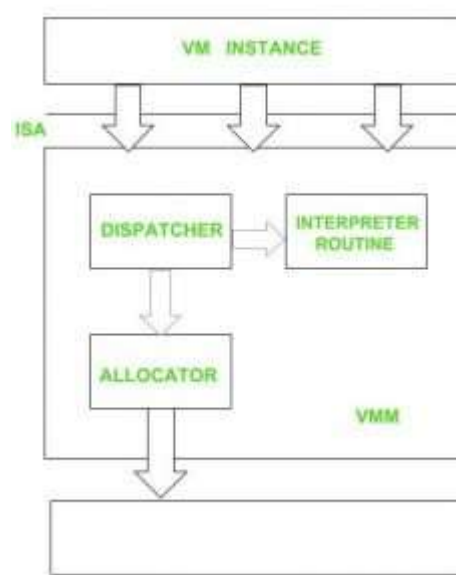 VM INSTANCE
ISA
DISPATCHER
INTERPRETER
ROUTINE
ALLOCATOR
VMM